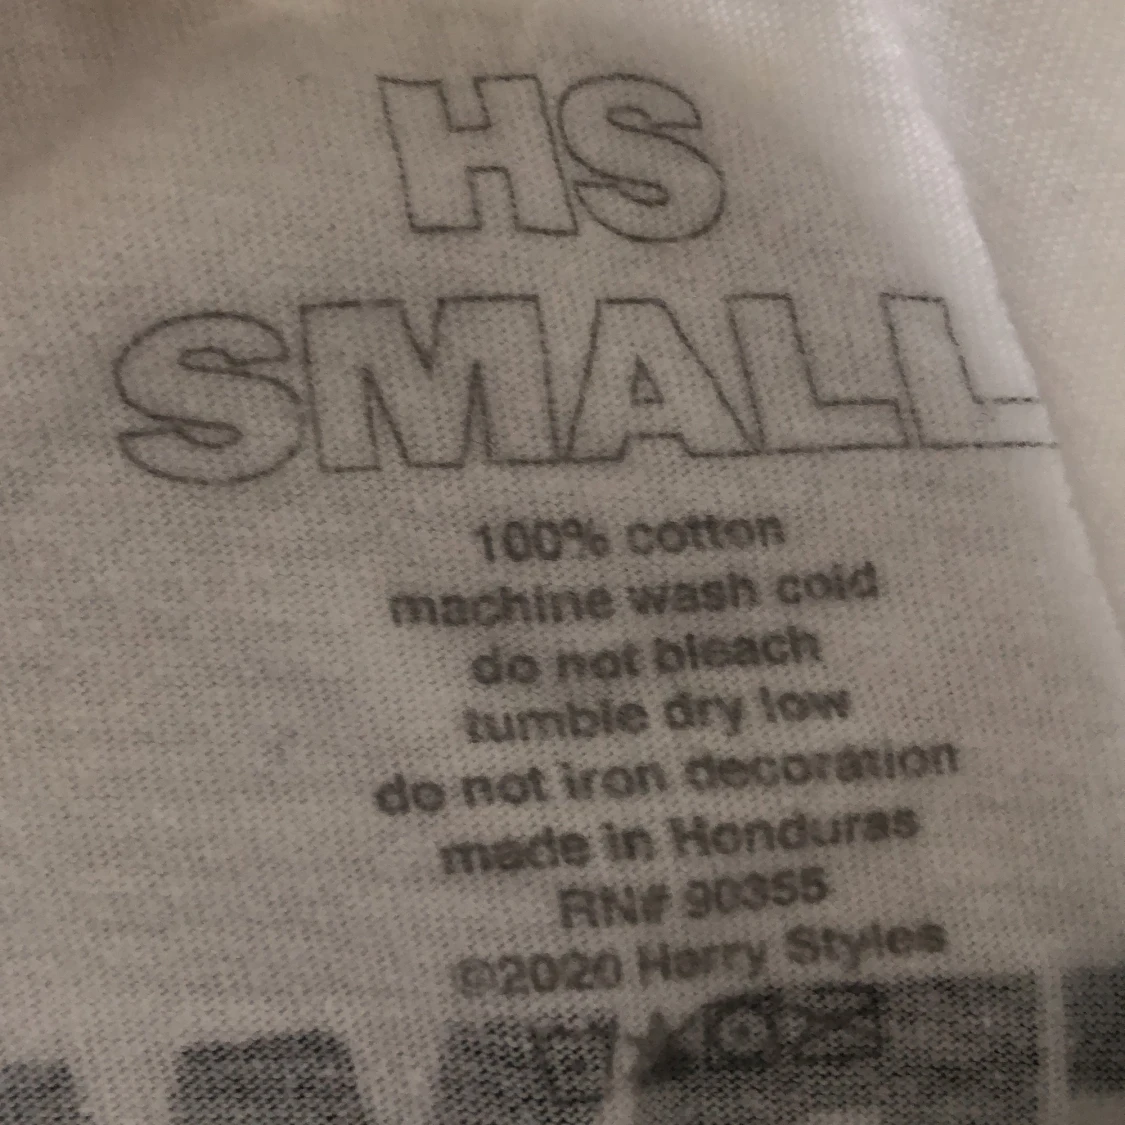 HS
SMALL
100% cotton
machine wash cold
do not bleach
tumble dry low
do not iron decoration
made in Honduras
RN# 90355
©2020 Harry Styles